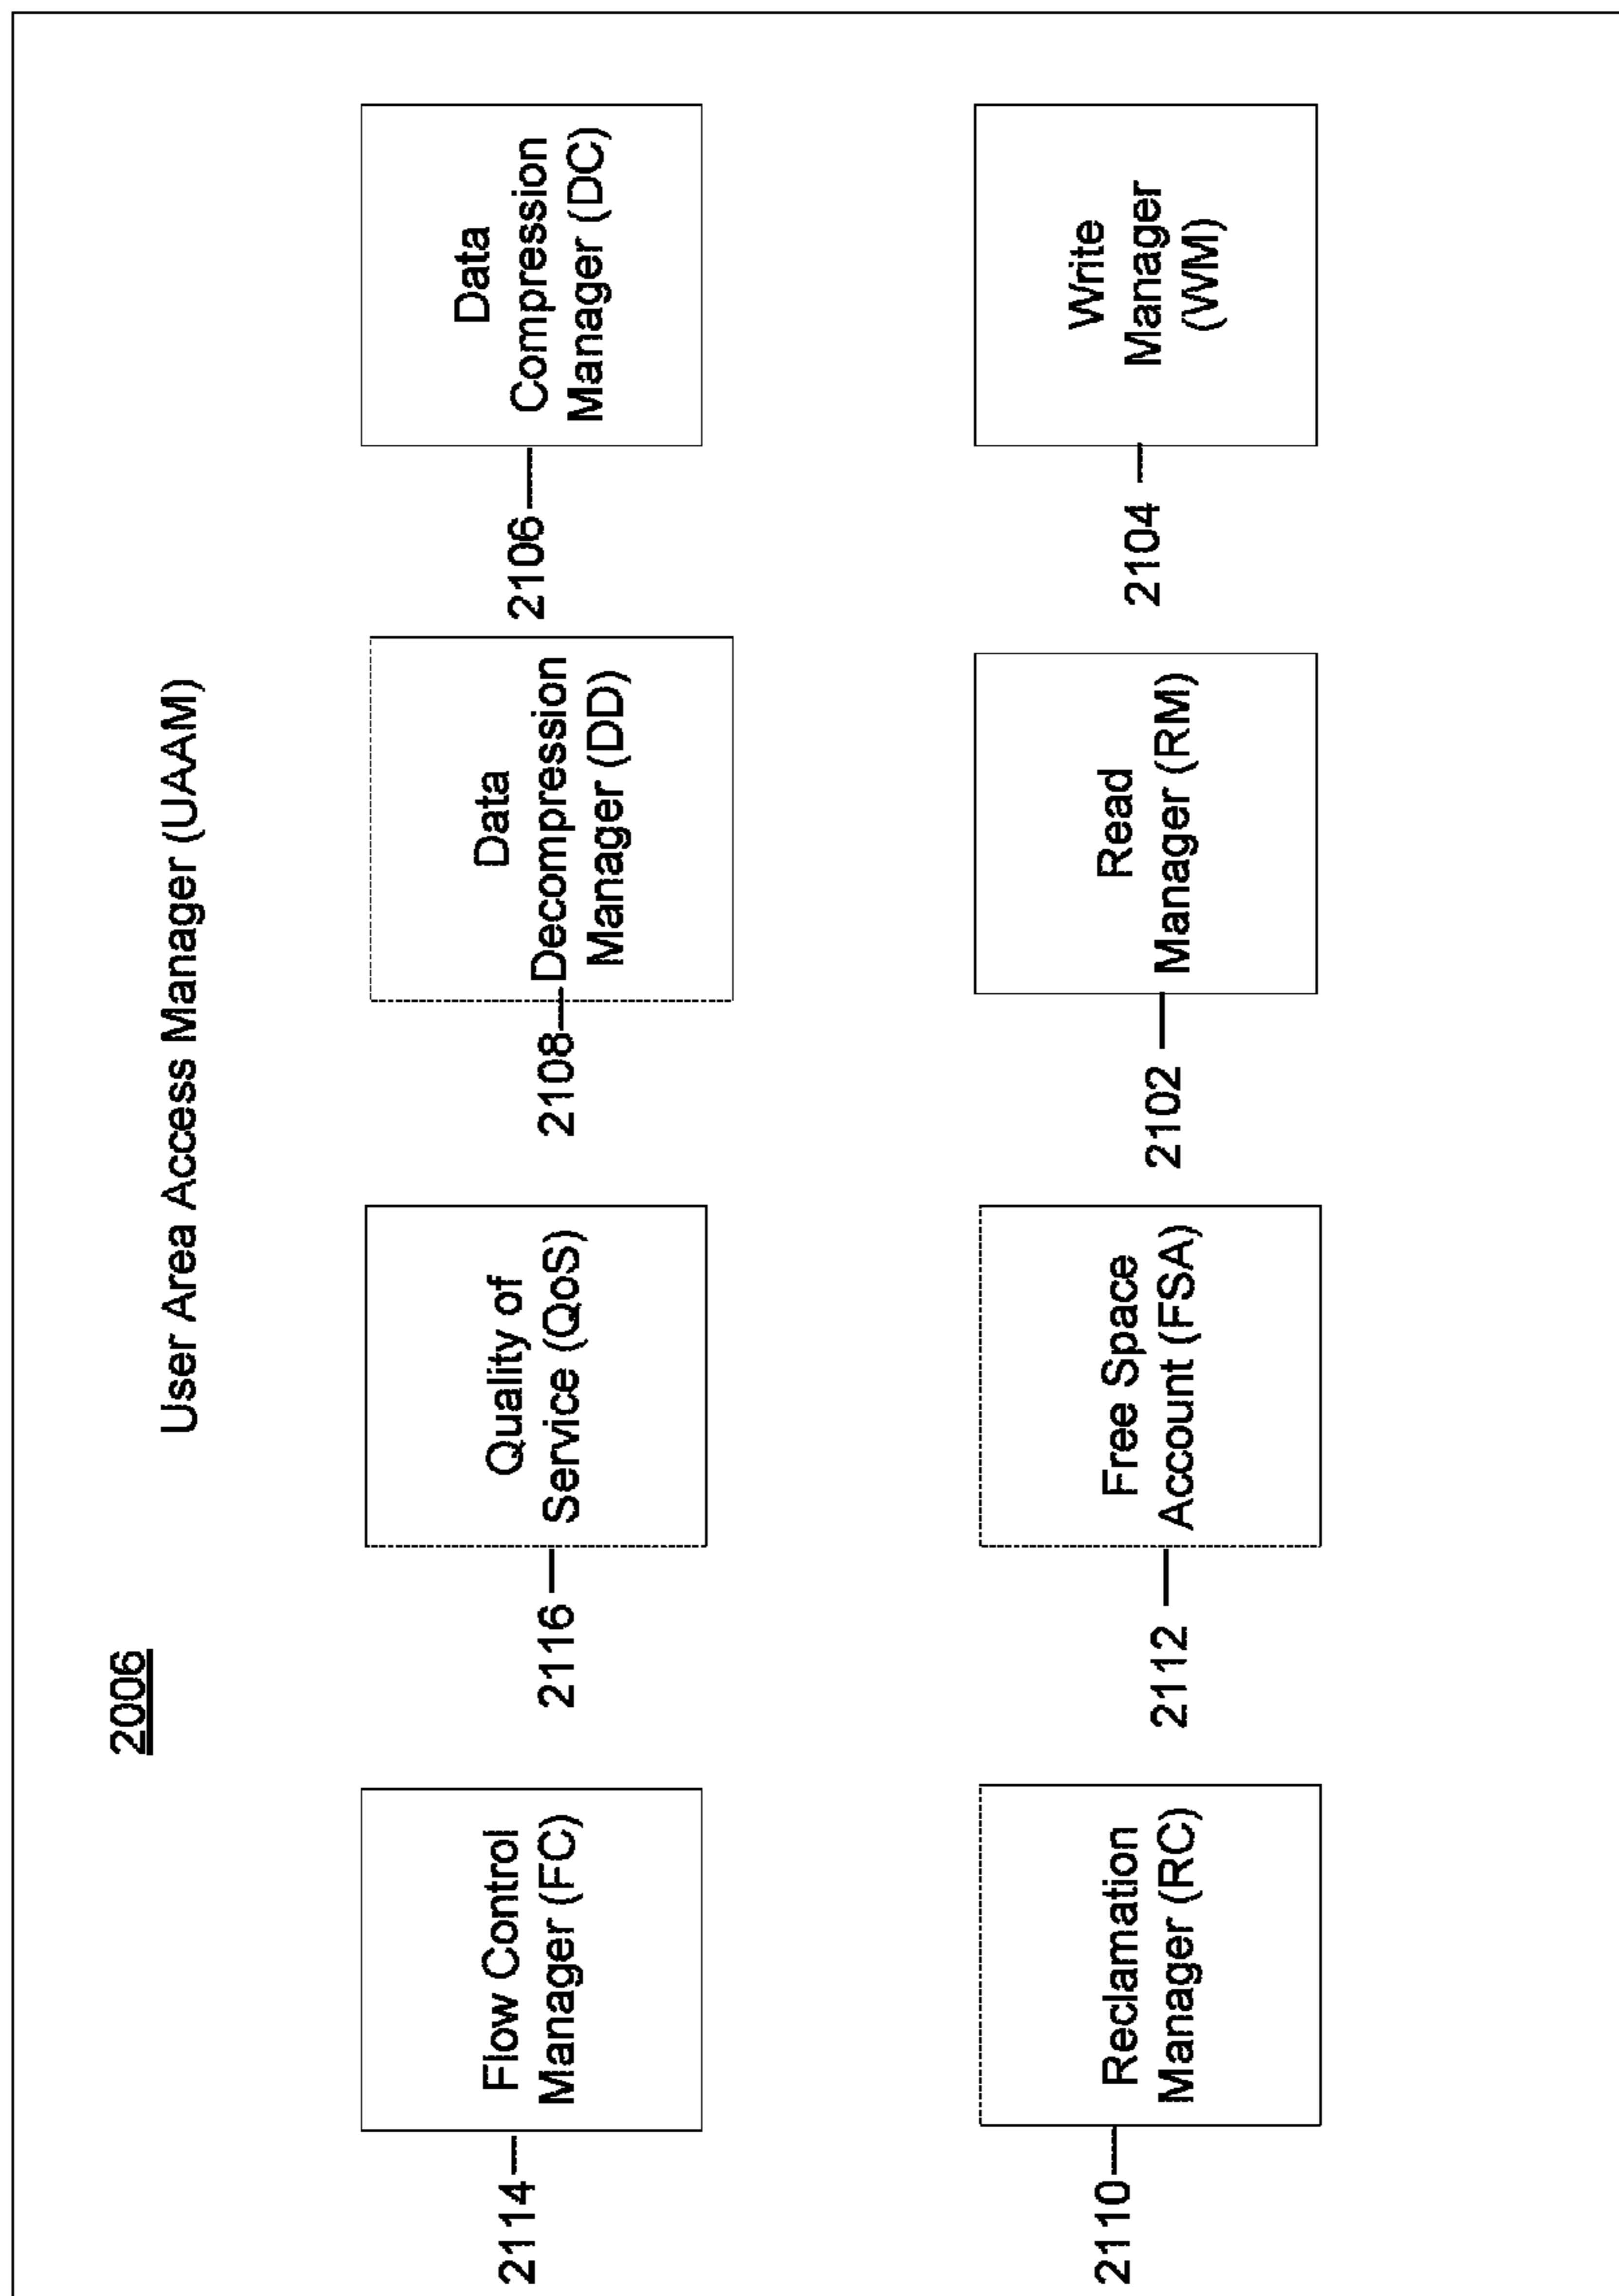 2006
User Area Access Manager (UAAM)
2114
Flow Control
Manager (FC)
2116
Quality of
Service (QoS)
2108
Data
Decompression
Manager (DD)
2106
Data
Compression
Manager (DC)
2110
Reclamation
Manager (RC)
2112
Free Space
Account (FSA)
2102
Read
Manager (RM)
2104
Write
Manager
(WM)